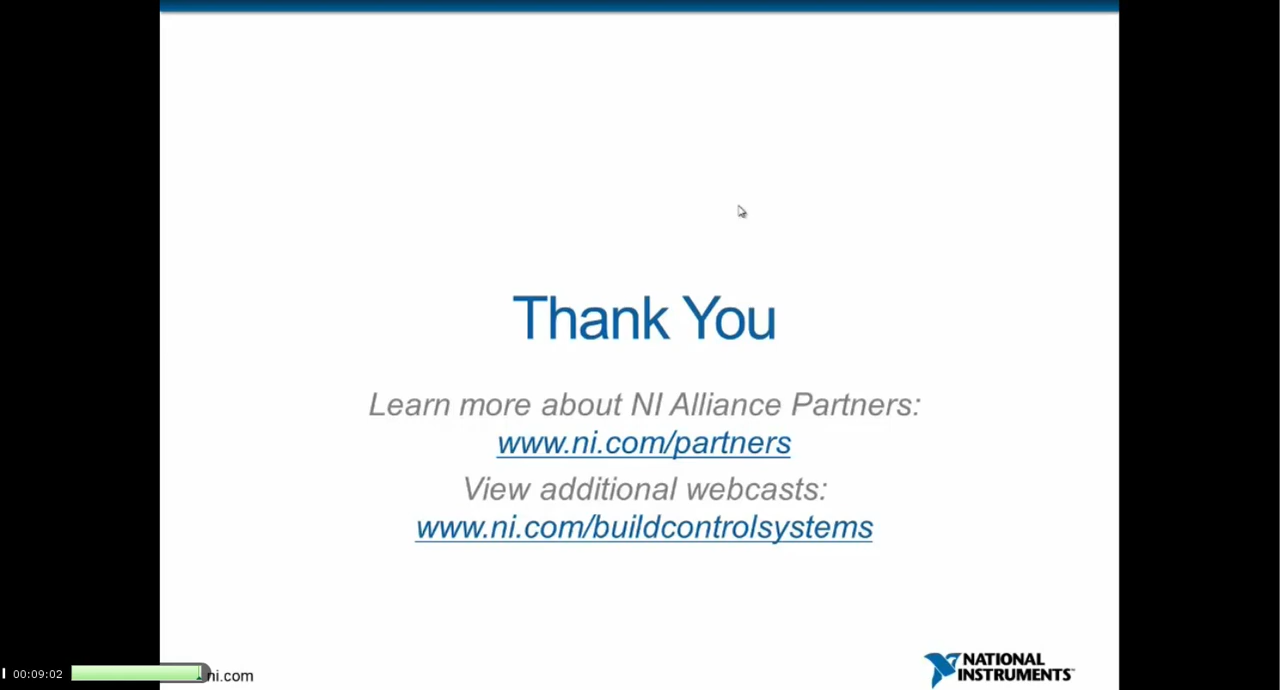 Thank You
Learn more about NI Alliance Partners:
www.ni.com/partners
View additional webcasts:
www.ni.com/buildcontrolsystems
00:09:02
ni.com
NATIONAL
INSTRUMENTS™